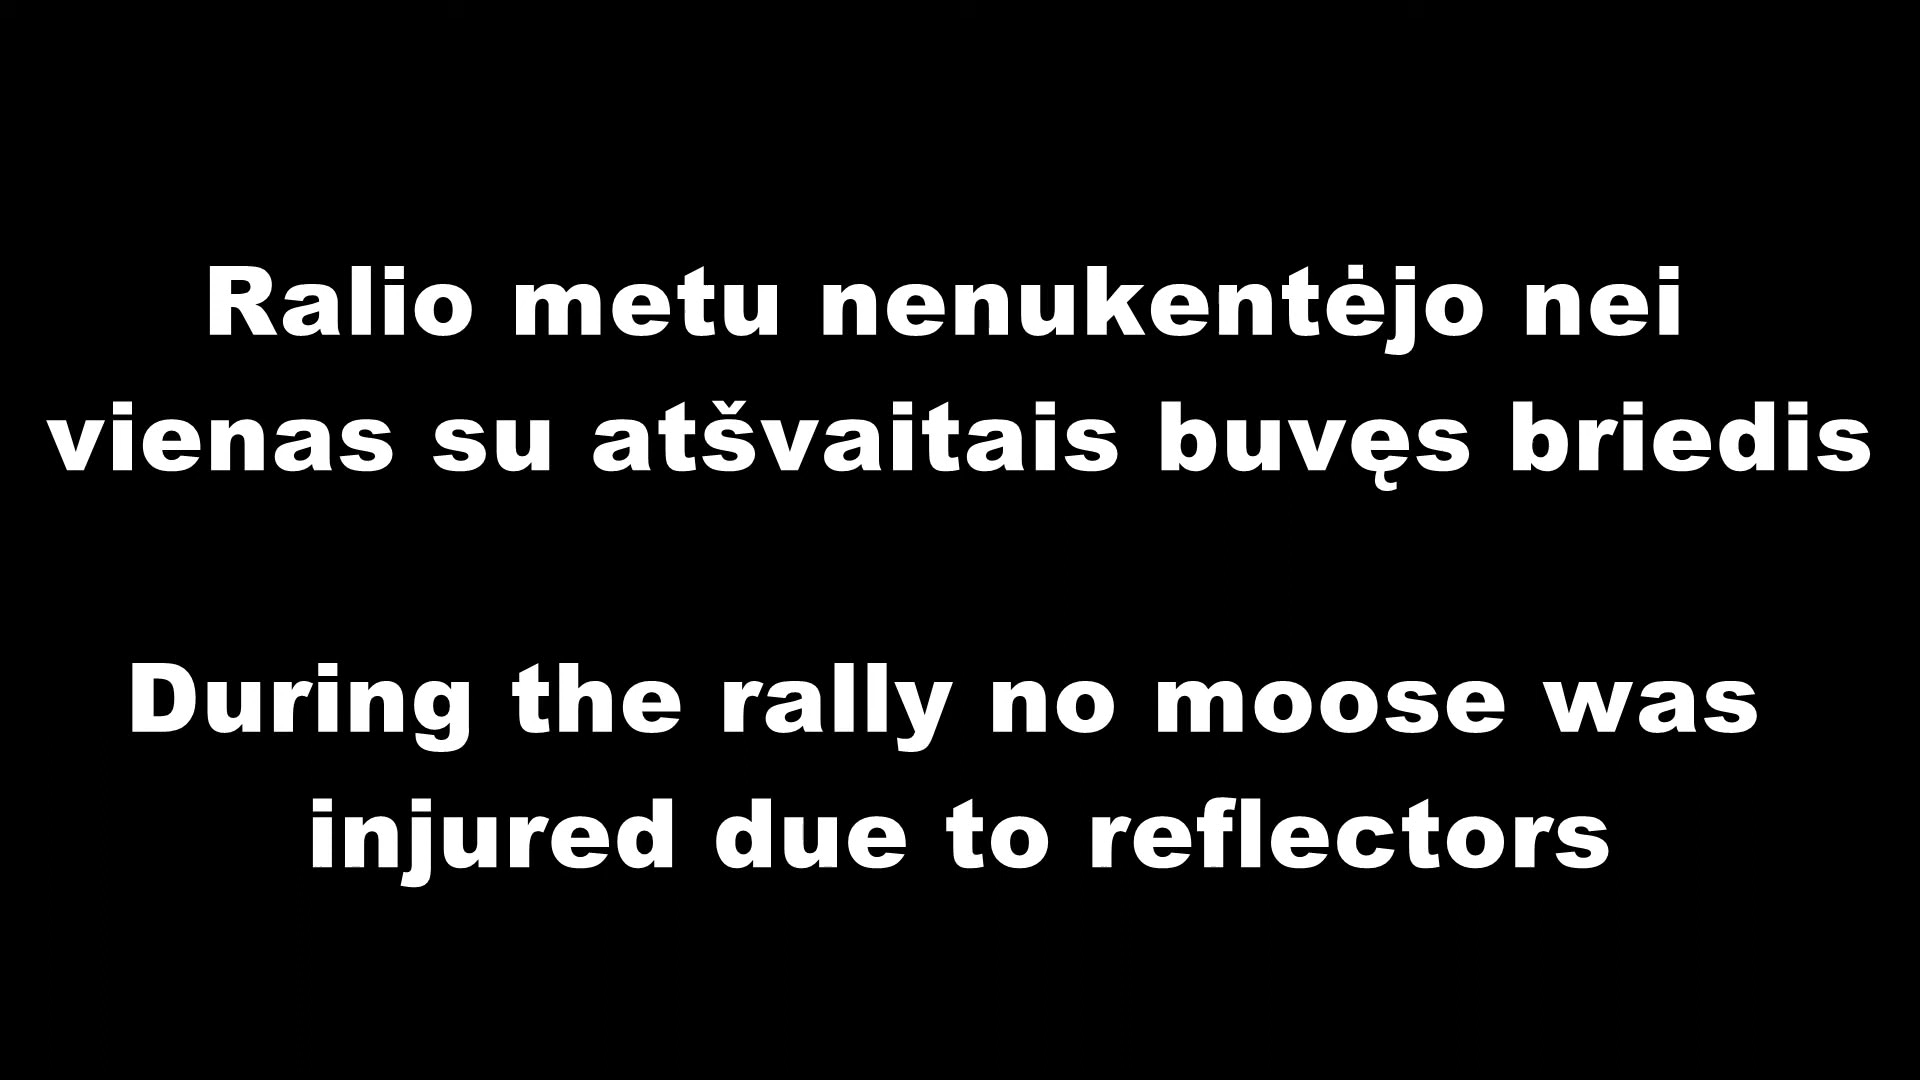 Ralio metu nenukentėjo nei
vienas su atšvaitais buvęs briedis
During the rally no moose was
injured due to reflectors